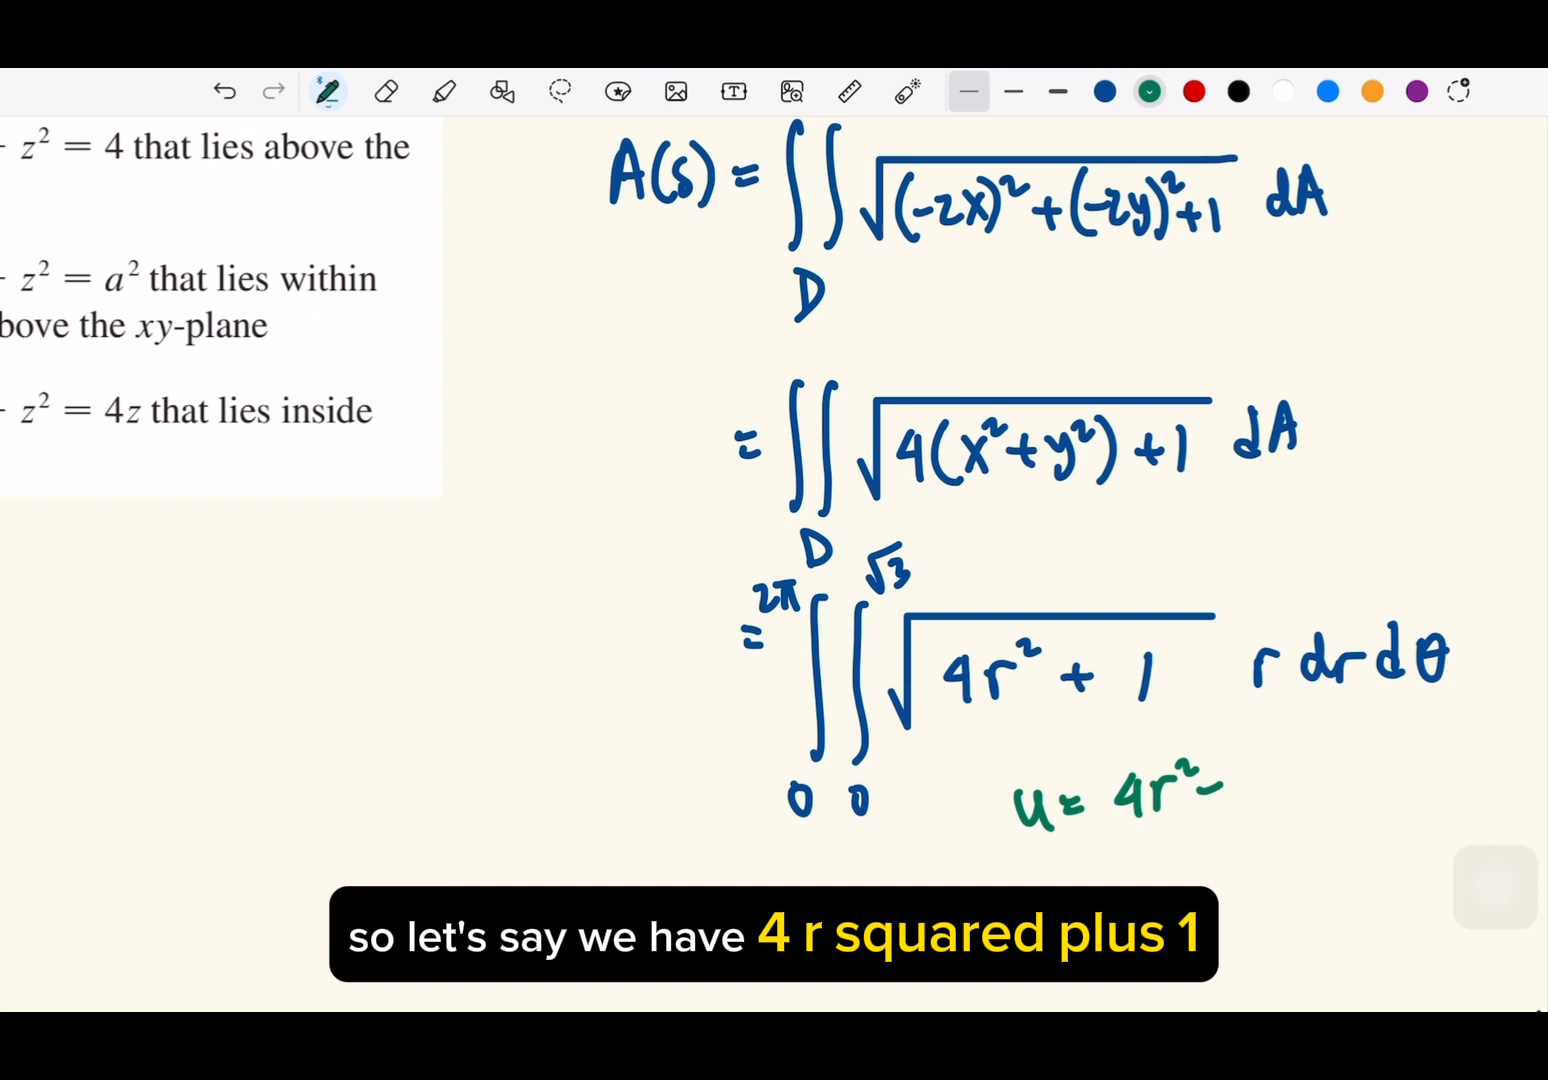 - z² = 4 that lies above the
- z² = a² that lies within
bove the xy-plane
- z² = 4z that lies inside
A(s) = ∬ √((-2x)² + (-2y)² + 1) dA
D
= ∬ √(4(x² + y²) + 1) dA
D
= ∫₀^{2π} ∫₀^{√3} √(4r² + 1) r dr dθ
u = 4r² -
so let's say we have 4 r squared plus 1